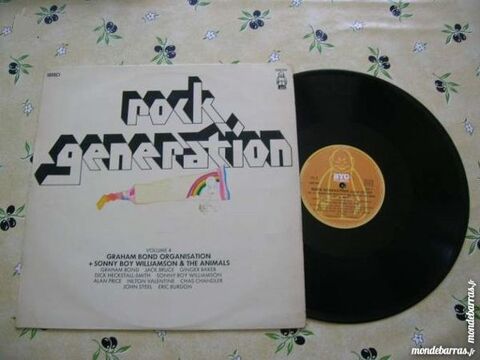 STEREO
rock
generation
VOLUME 4
GRAHAM BOND ORGANISATION
+ SONNY BOY WILLIAMSON & THE ANIMALS
GRAHAM BOND JACK BRUCE GINGER BAKER
DICK HECKSTALL-SMITH SONNY BOY WILLIAMSON
ALAN PRICE HILTON VALENTINE CHAS CHANDLER
JOHN STEEL ERIC BURDON
BYG
mondebarras.fr
mondebarras.fr